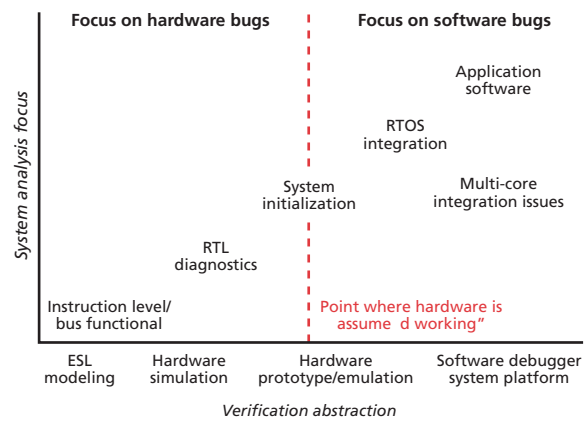 Focus on hardware bugs
Focus on software bugs
Application
software
RTOS
integration
System
initialization
Multi-core
integration issues
RTL
diagnostics
Instruction level/
bus functional
Point where hardware is
assume d working”
System analysis focus
ESL
modeling
Hardware
simulation
Hardware
prototype/emulation
Software debugger
system platform
Verification abstraction